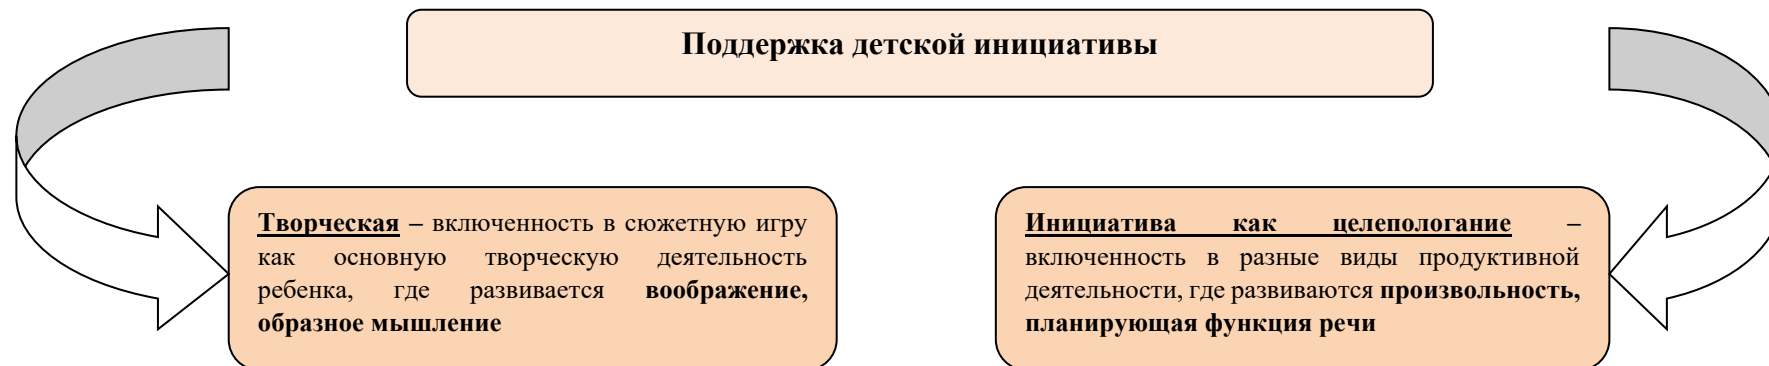 Поддержка детской инициативы
Творческая – включенность в сюжетную игру
как основную творческую деятельность
ребенка, где развивается воображение,
образное мышление
Инициатива как целепологание –
включенность в разные виды продуктивной
деятельности, где развиваются произвольность,
планирующая функция речи